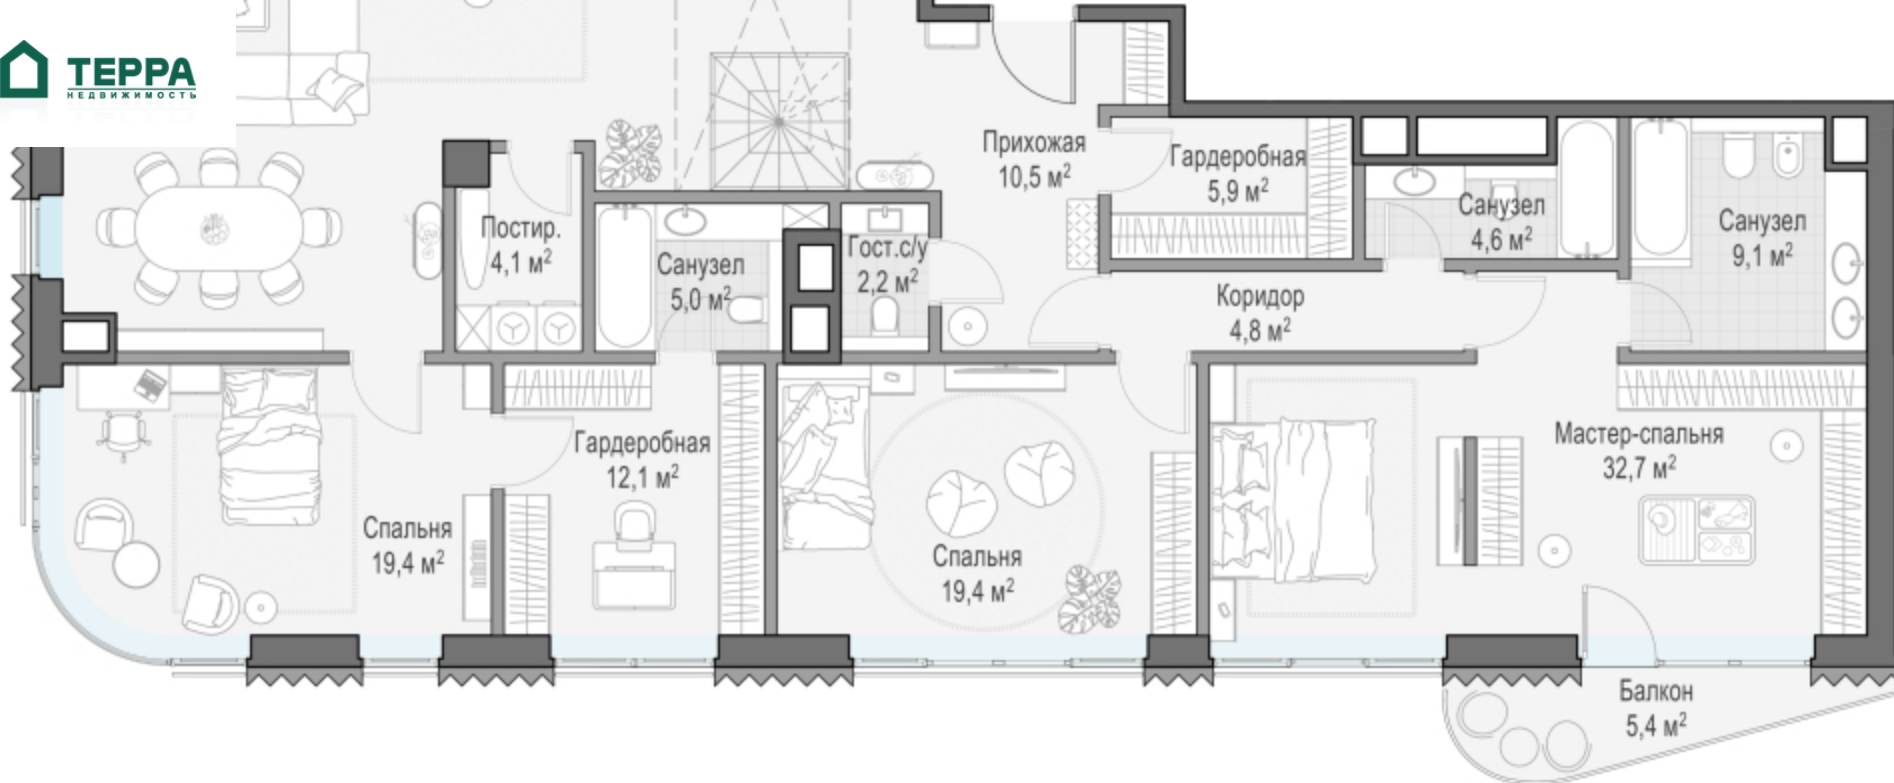 ТЕРРА
НЕДВИЖИМОСТЬ
Прихожая
10,5 м²
Гардеробная
5,9 м²
Санузел
4,6 м²
Санузел
9,1 м²
Постир.
4,1 м²
Санузел
5,0 м²
Гост.с/у
2,2 м²
Коридор
4,8 м²
Гардеробная
12,1 м²
Мастер-спальня
32,7 м²
Спальня
19,4 м²
Спальня
19,4 м²
Балкон
5,4 м²